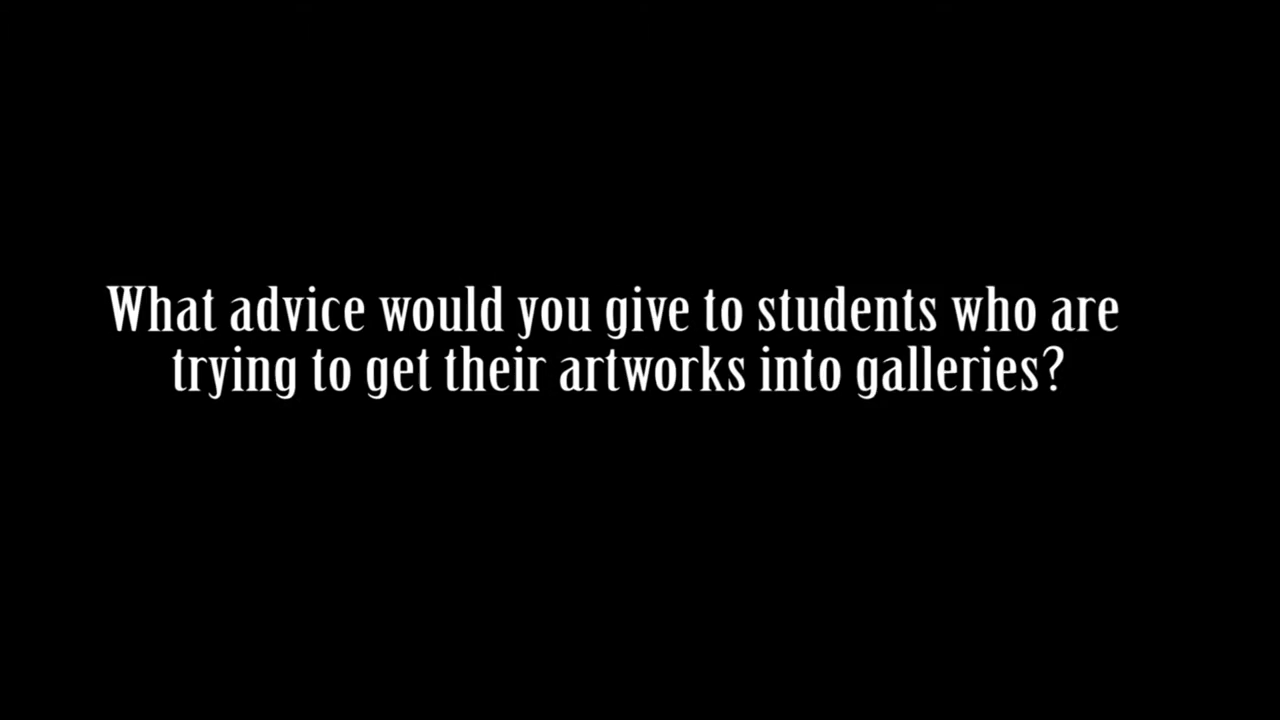 What advice would you give to students who are
trying to get their artworks into galleries?